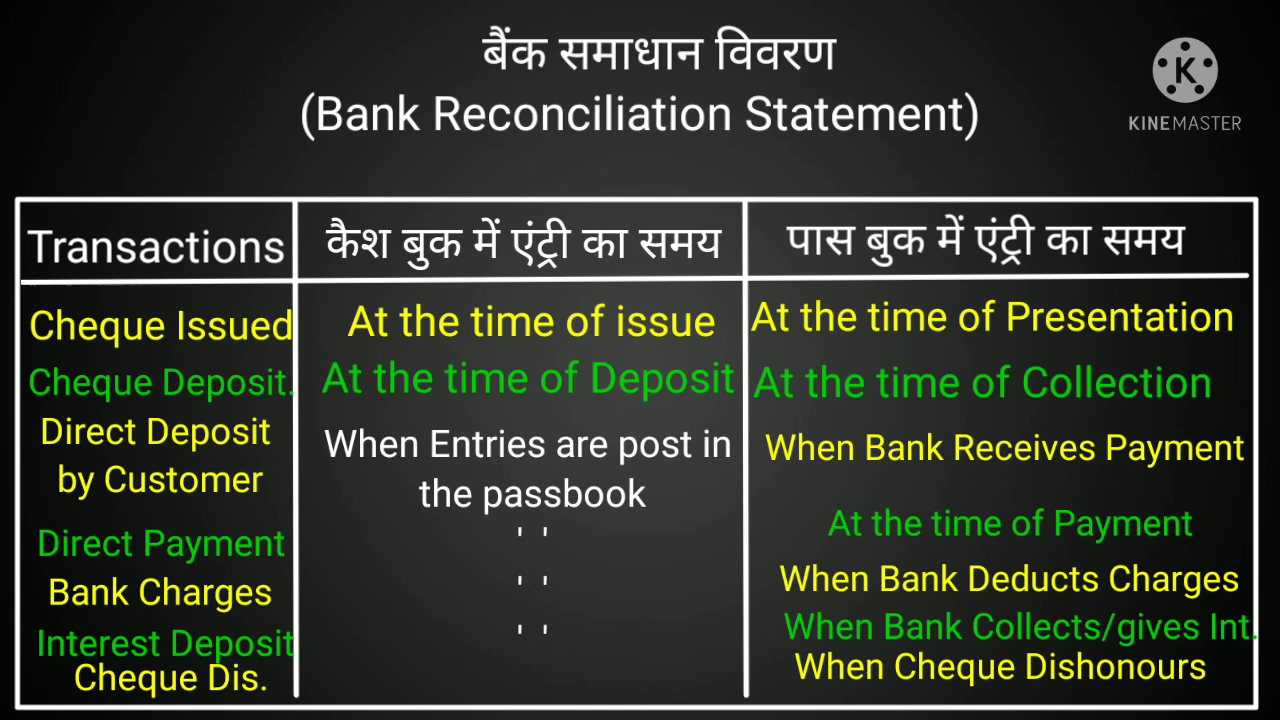 बैंक समाधान विवरण
(Bank Reconciliation Statement)
K
KINEMASTER
Transactions
कैश बुक में एंट्री का समय
पास बुक में एंट्री का समय
Cheque Issued
At the time of issue
At the time of Presentation
Cheque Deposit.
At the time of Deposit
At the time of Collection
Direct Deposit
by Customer
When Entries are post in
the passbook
When Bank Receives Payment
Direct Payment
' '
At the time of Payment
Bank Charges
' '
When Bank Deducts Charges
Interest Deposit
' '
When Bank Collects/gives Int.
Cheque Dis.
When Cheque Dishonours